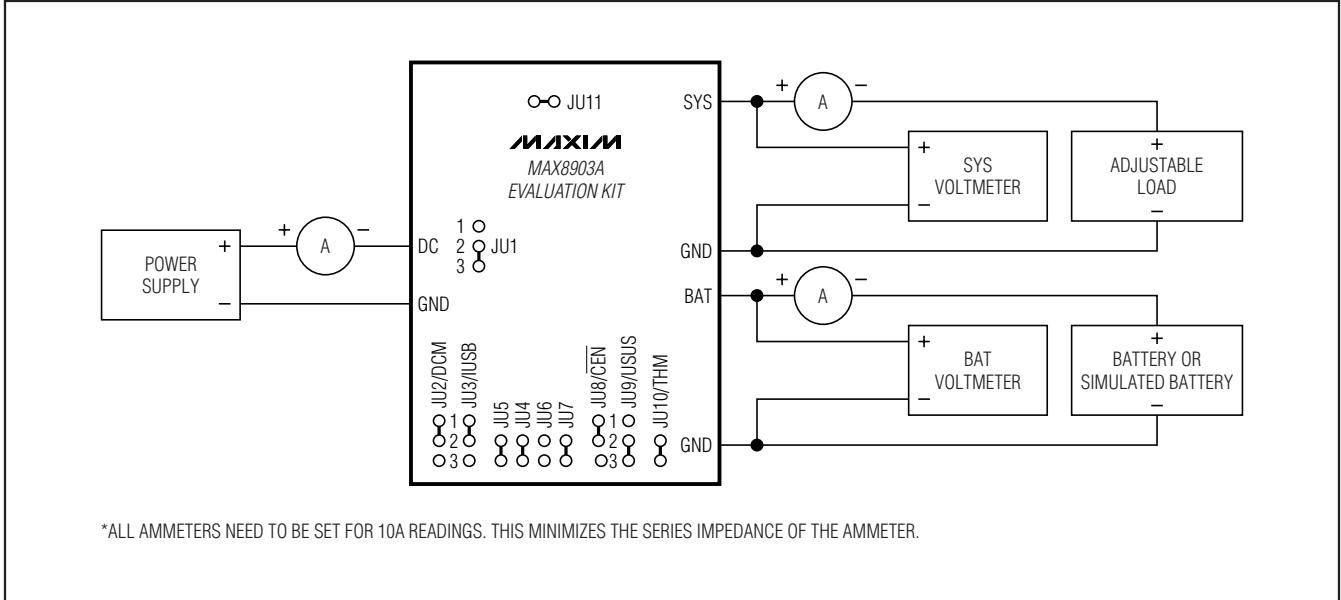 JU11
MAXIM
MAX8903A
EVALUATION KIT
POWER
SUPPLY
+
−
+
A
−
DC
GND
1
2
3
JU1
SYS
GND
BAT
GND
+
A
−
+
SYS
VOLTMETER
−
+
ADJUSTABLE
LOAD
−
+
A
−
+
BAT
VOLTMETER
−
+
BATTERY OR
SIMULATED BATTERY
−
JU2/DCM
JU3/IUSB
JU5
JU4
JU6
JU7
JU8/C̅E̅N̅
JU9/USUS
JU10/THM
1
2
3
1
2
3
*ALL AMMETERS NEED TO BE SET FOR 10A READINGS. THIS MINIMIZES THE SERIES IMPEDANCE OF THE AMMETER.